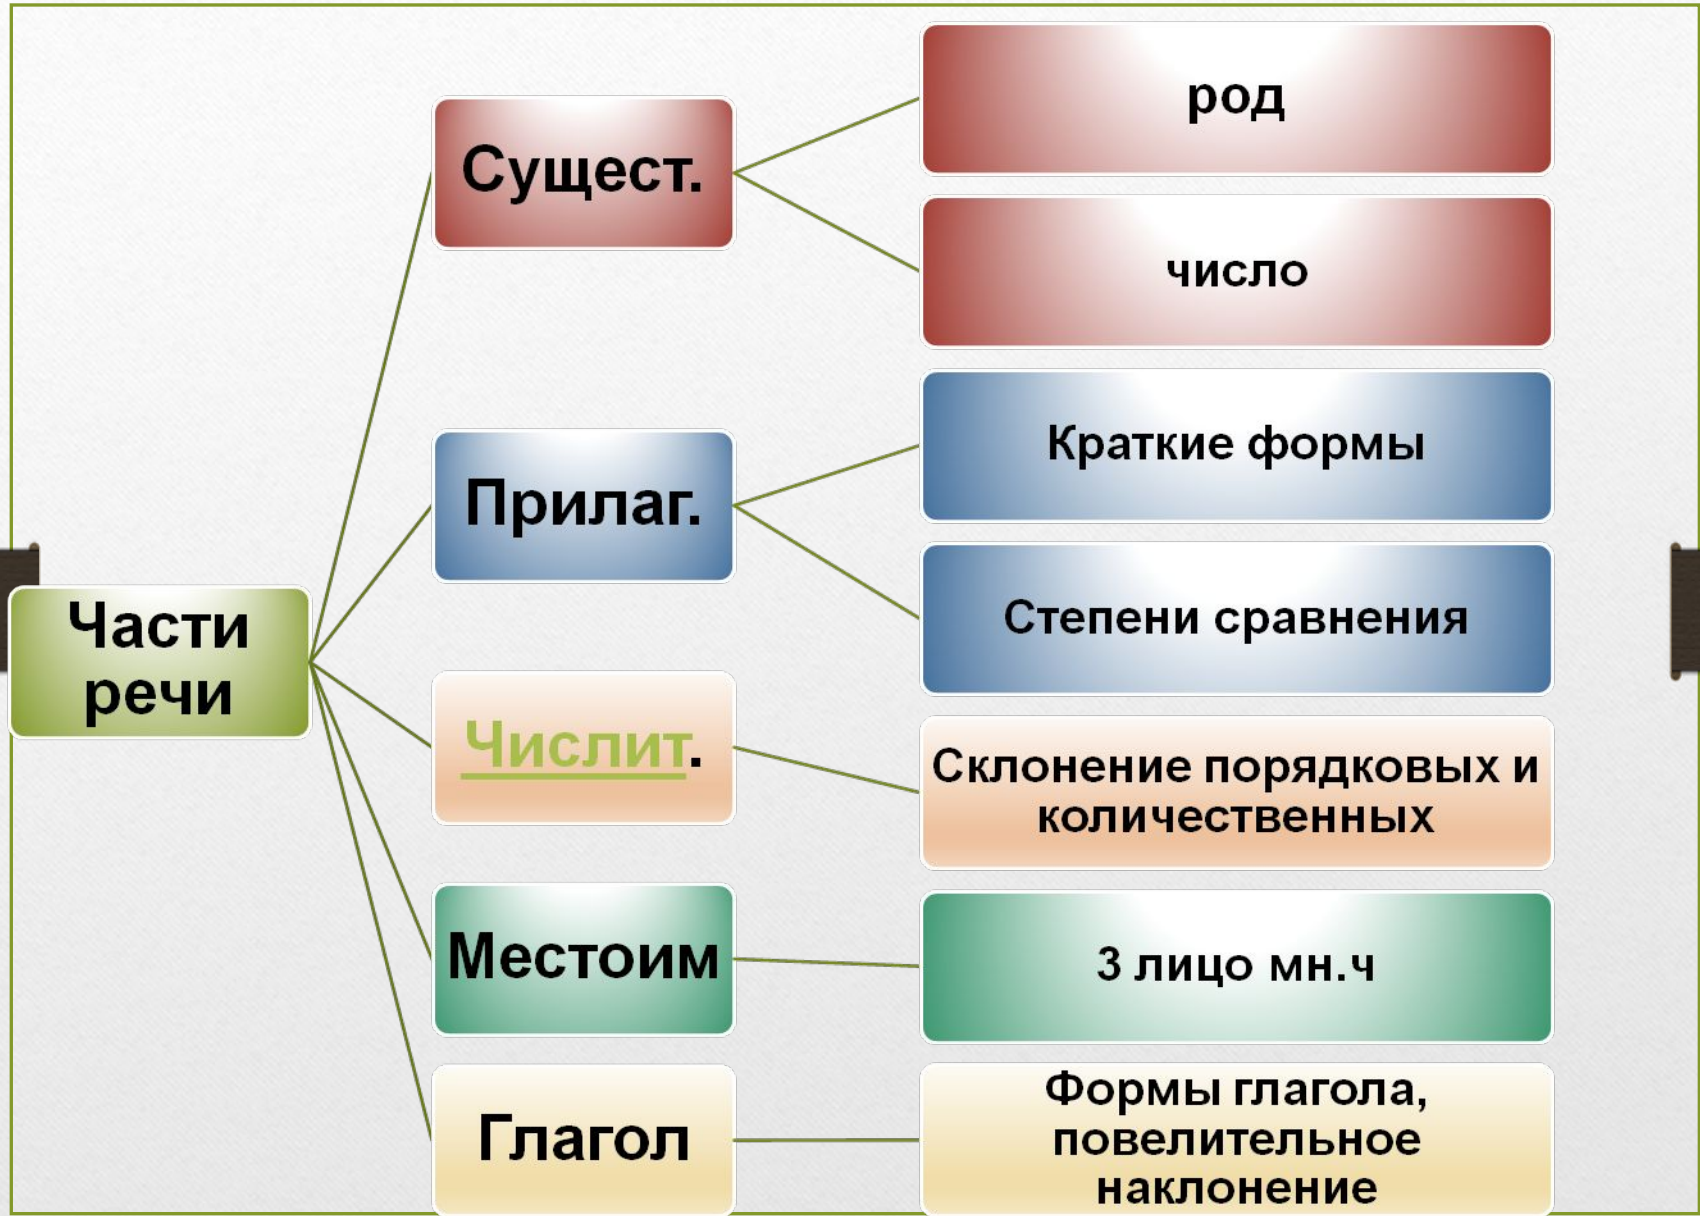 Части
речи
Сущест.
род
число
Прилаг.
Краткие формы
Степени сравнения
Числит.
Склонение порядковых и
количественных
Местоим
3 лицо мн.ч
Глагол
Формы глагола,
повелительное
наклонение